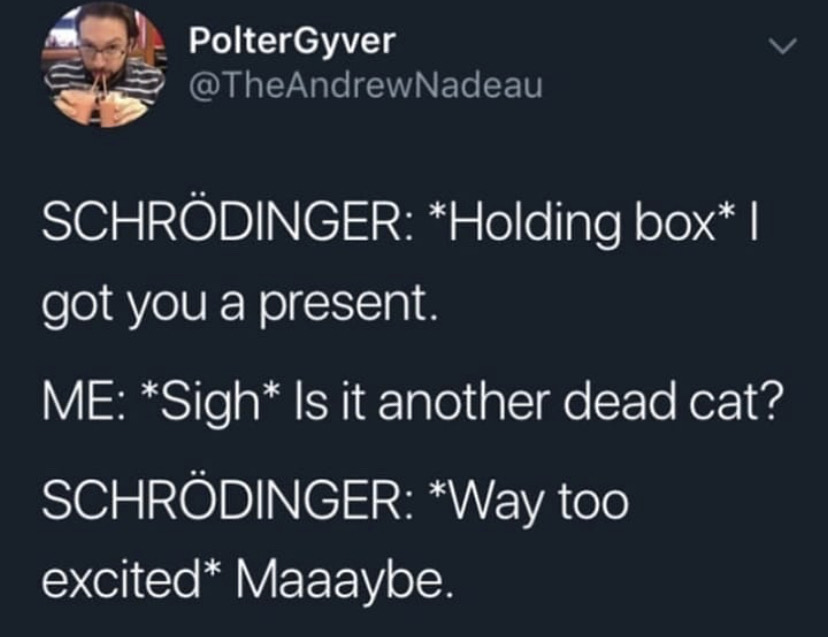 PolterGyver
@TheAndrewNadeau
SCHRÖDINGER: *Holding box* I
got you a present.
ME: *Sigh* Is it another dead cat?
SCHRÖDINGER: *Way too
excited* Maaaybe.